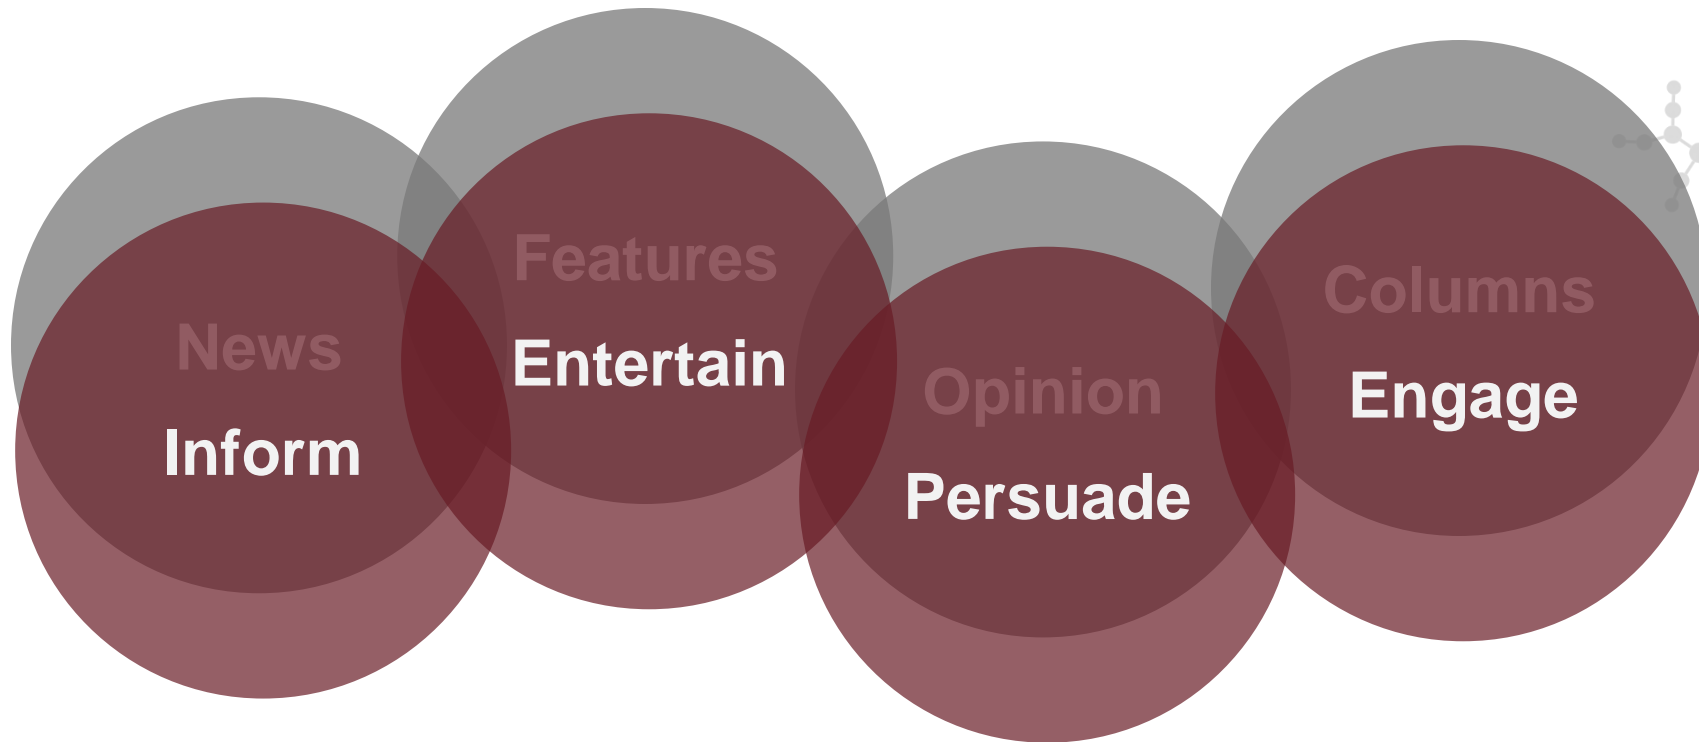 News
Inform
Features
Entertain
Opinion
Persuade
Columns
Engage